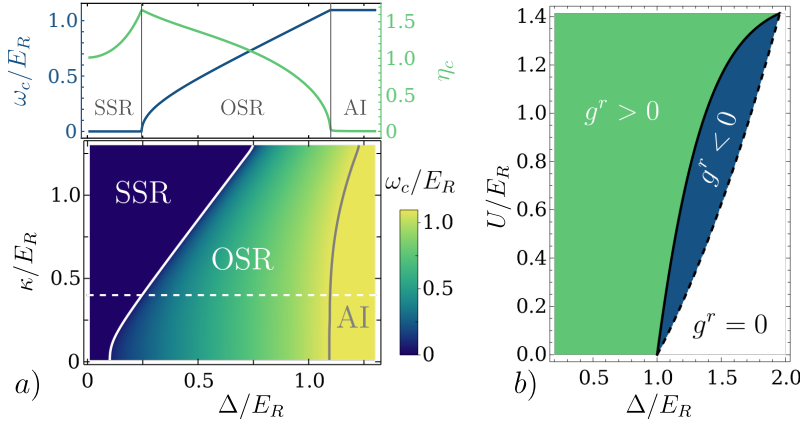 ω_c/E_R
1.0
0.5
0
SSR
OSR
AI
1.5
1.0
0.5
0.0
η_c
κ/E_R
1.0
0.5
0
SSR
OSR
AI
ω_c/E_R
1.0
0.5
0
0
0.5
1.0
Δ/E_R
a)
U/E_R
1.4
1.2
1.0
0.8
0.6
0.4
0.2
0.0
g^r > 0
g^r < 0
g^r = 0
0.5
1.0
1.5
2.0
Δ/E_R
b)